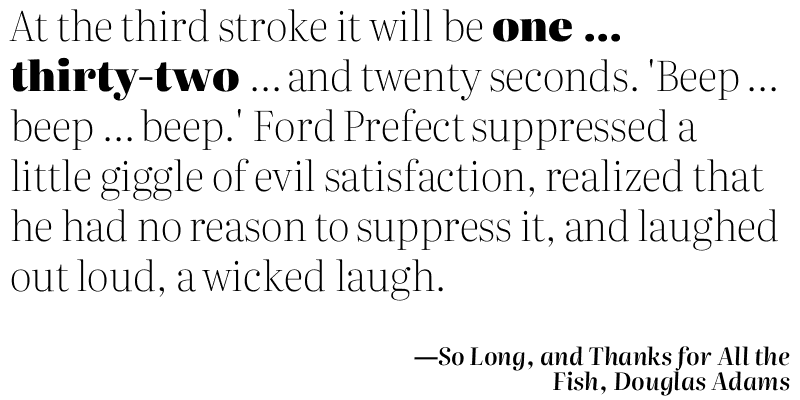 At the third stroke it will be one ...
thirty-two ... and twenty seconds. 'Beep ...
beep ... beep.' Ford Prefect suppressed a
little giggle of evil satisfaction, realized that
he had no reason to suppress it, and laughed
out loud, a wicked laugh.
—So Long, and Thanks for All the
Fish, Douglas Adams